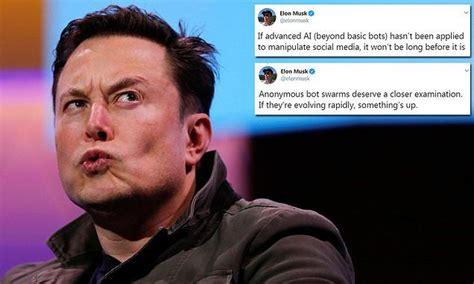 Elon Musk
@elonmusk
If advanced AI (beyond basic bots) hasn't been applied
to manipulate social media, it won't be long before it is
Elon Musk
@elonmusk
Anonymous bot swarms deserve a closer examination.
If they're evolving rapidly, something's up.